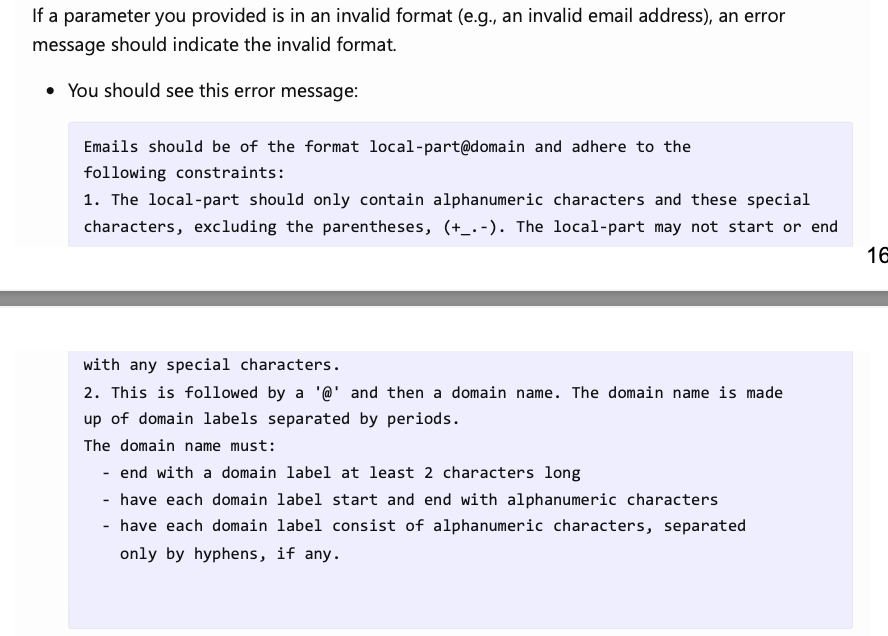 If a parameter you provided is in an invalid format (e.g., an invalid email address), an error
message should indicate the invalid format.
• You should see this error message:
Emails should be of the format local-part@domain and adhere to the
following constraints:
1. The local-part should only contain alphanumeric characters and these special
characters, excluding the parentheses, (+_.-). The local-part may not start or end
16
with any special characters.
2. This is followed by a '@' and then a domain name. The domain name is made
up of domain labels separated by periods.
The domain name must:
- end with a domain label at least 2 characters long
- have each domain label start and end with alphanumeric characters
- have each domain label consist of alphanumeric characters, separated
only by hyphens, if any.